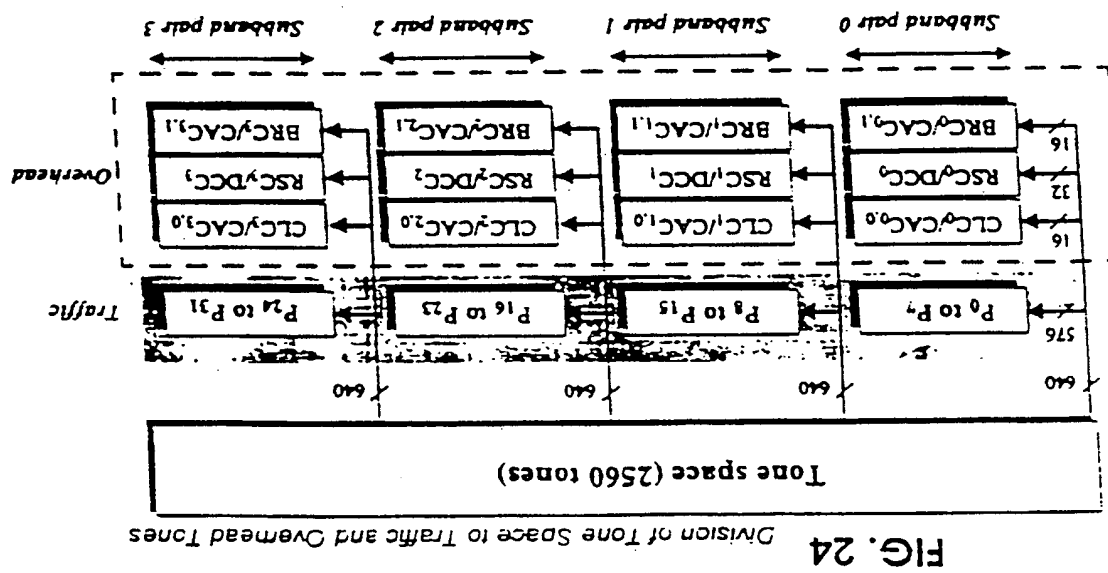 FIG. 24
Division of Tone Space to Traffic and Overhead Tones
Tone space (2560 tones)
640 640 640 640
576 P₀ to P₇ P₈ to P₁₅ P₁₆ to P₂₃ P₂₄ to P₃₁ Traffic
16 CLC₀/CAC₀,₀ CLC₁/CAC₁,₀ CLC₂/CAC₂,₀ CLC₃/CAC₃,₀
32 RSC₀/DCC₀ RSC₁/DCC₁ RSC₂/DCC₂ RSC₃/DCC₃ Overhead
16 BRC₀/CAC₀,₁ BRC₁/CAC₁,₁ BRC₂/CAC₂,₁ BRC₃/CAC₃,₁
Subband pair 0 Subband pair 1 Subband pair 2 Subband pair 3